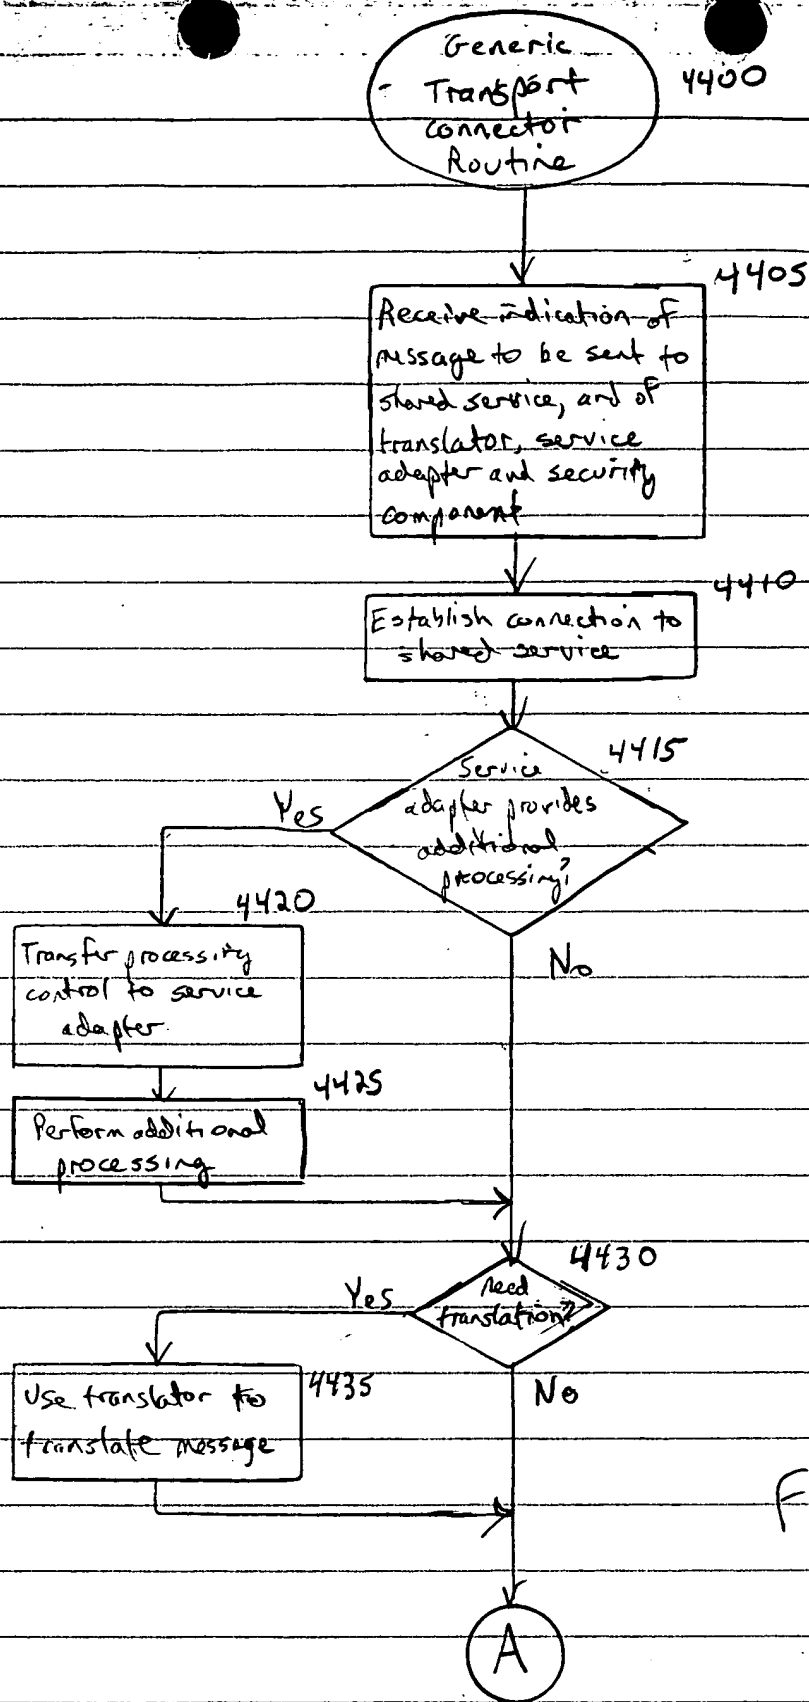 Generic
Transport
connector
Routine
4400
4405
Receive indication of
message to be sent to
shared service, and of
translator, service
adapter and security
component
4410
Establish connection to
shared service
4415
Service
adapter provides
additional
processing?
Yes
No
4420
Transfer processing
control to service
adapter.
4425
Perform additional
processing
4430
need
translation?
Yes
No
4435
Use translator to
translate message
F
A